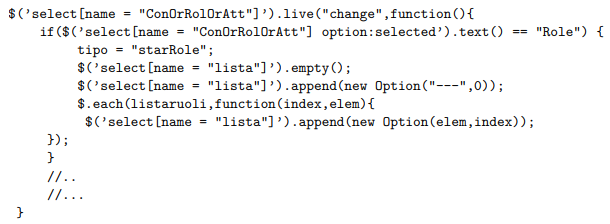 $('select[name = "ConOrRolOrAtt"]').live("change",function(){
if($('select[name = "ConOrRolOrAtt"] option:selected').text() == "Role") {
tipo = "starRole";
$('select[name = "lista"]').empty();
$('select[name = "lista"]').append(new Option("---",0));
$.each(listaruoli,function(index,elem){
$('select[name = "lista"]').append(new Option(elem,index));
});
}
//..
//...
}